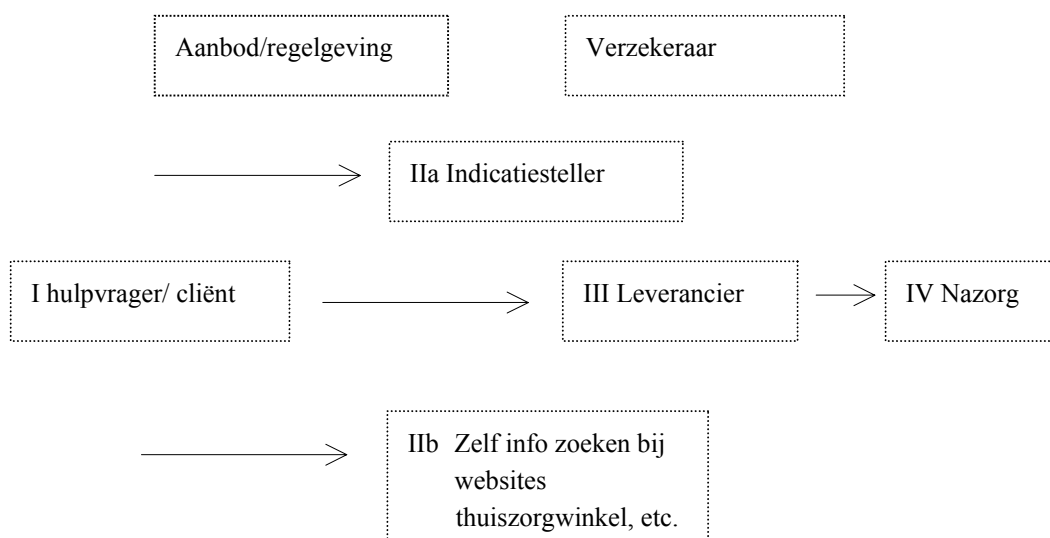 Aanbod/regelgeving
Verzekeraar
IIa Indicatiesteller
I hulpvrager/ cliënt
III Leverancier
IV Nazorg
IIb Zelf info zoeken bij
websites
thuiszorgwinkel, etc.